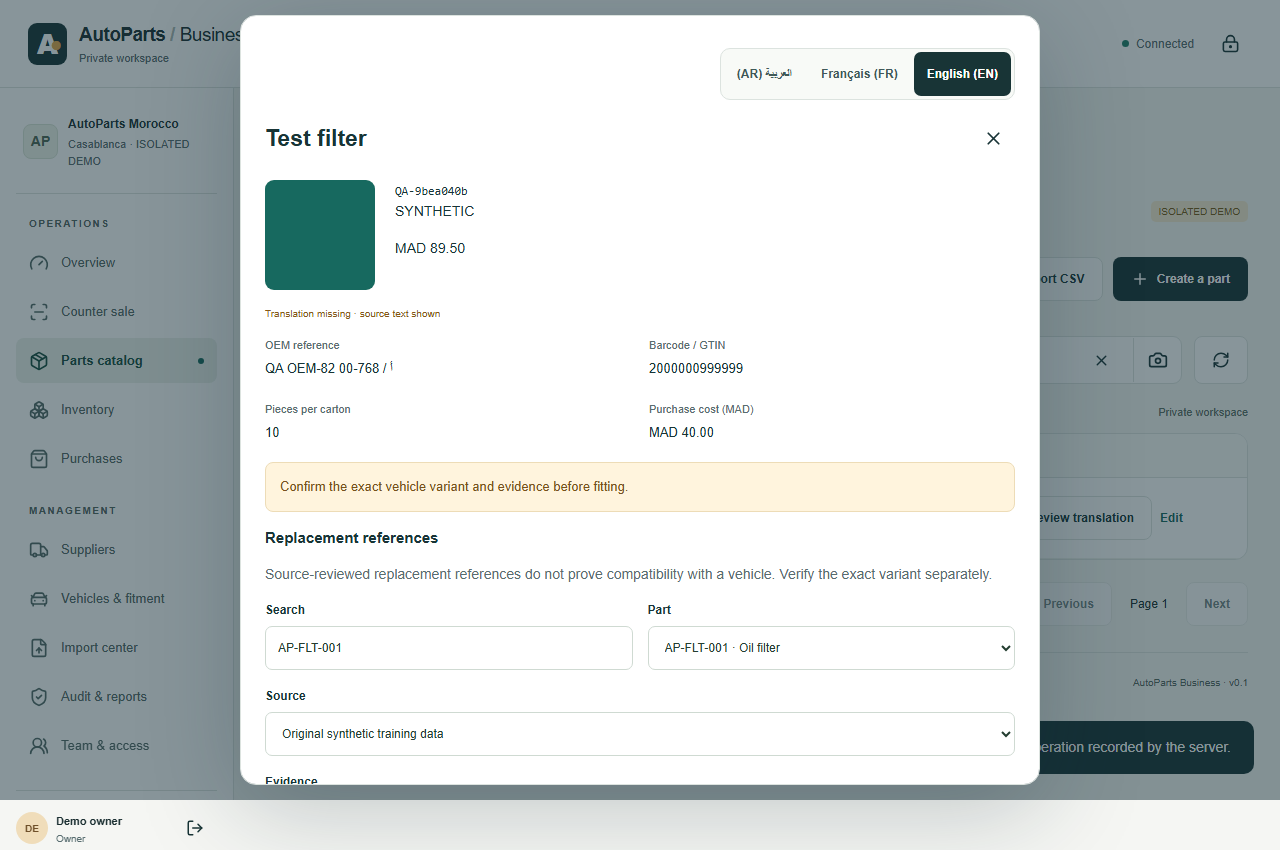 AutoParts / Busines
Private workspace
Connected
AP
AutoParts Morocco
Casablanca · ISOLATED
DEMO
OPERATIONS
Overview
Counter sale
Parts catalog
Inventory
Purchases
MANAGEMENT
Suppliers
Vehicles & fitment
Import center
Audit & reports
Team & access
DE
Demo owner
Owner
العربية (AR)
Français (FR)
English (EN)
Test filter
QA-9bea040b
SYNTHETIC
MAD 89.50
Translation missing · source text shown
OEM reference
Barcode / GTIN
QA OEM-82 00-768 / أ
2000000999999
Pieces per carton
Purchase cost (MAD)
10
MAD 40.00
Confirm the exact vehicle variant and evidence before fitting.
Replacement references
Source-reviewed replacement references do not prove compatibility with a vehicle. Verify the exact variant separately.
Search
Part
AP-FLT-001
AP-FLT-001 · Oil filter
Source
Original synthetic training data
Evidence
ISOLATED DEMO
ort CSV
Create a part
Private workspace
eview translation
Edit
Previous
Page 1
Next
AutoParts Business · v0.1
eration recorded by the server.